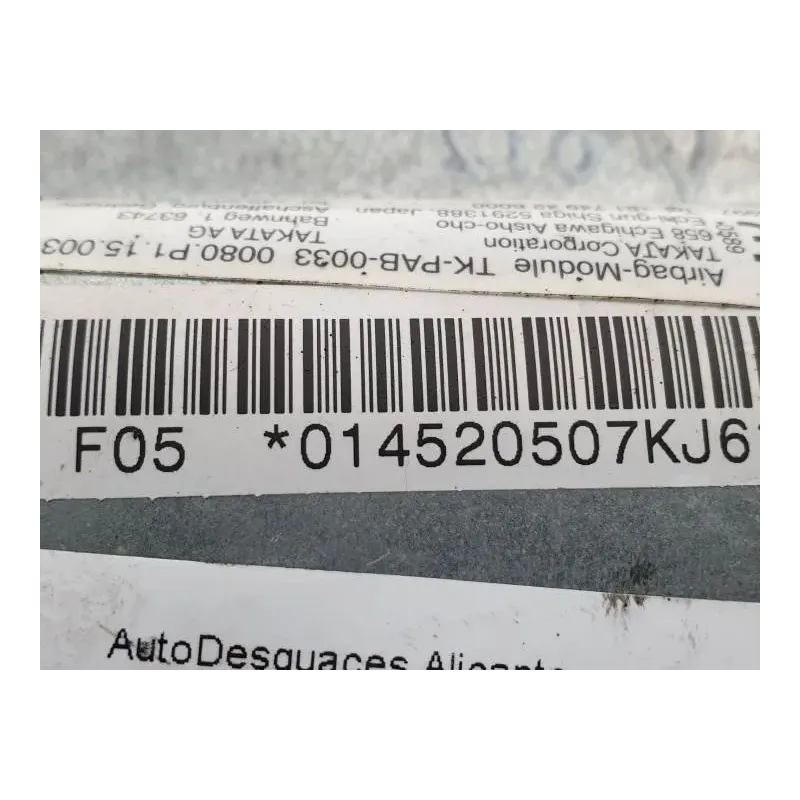 Airbag-Module TK-PAB-0033 0080.P1.15.003
TAKATA Corporation
658 Echigawa Aisho-cho
Echi-gun Shiga 5291388, Japan
TAKATA AG
Bahnweg 1, 63743
F05 *014520507KJ6
AutoDesguaces Alicante